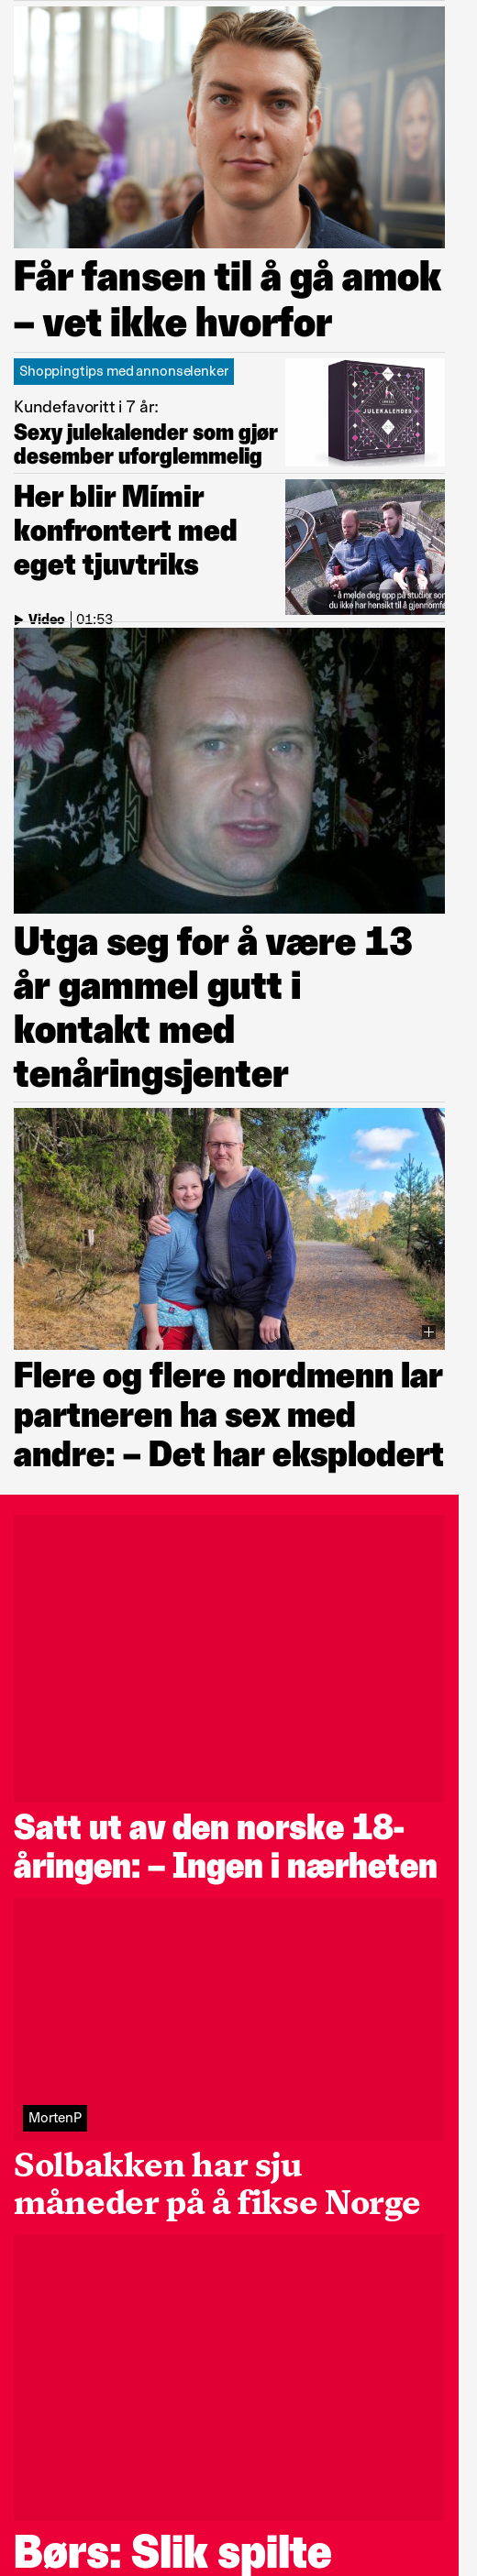 Får fansen til å gå amok
– vet ikke hvorfor
Shoppingtips med annonselenker
Kundefavoritt i 7 år:
Sexy julekalender som gjør
desember uforglemmelig
JULEKALENDER
Her blir Mímir
konfrontert med
eget tjuvtriks
- å melde deg opp på studier som
du ikke har hensikt til å gjennomfø
Video | 01:53
Utga seg for å være 13
år gammel gutt i
kontakt med
tenåringsjenter
Flere og flere nordmenn lar
partneren ha sex med
andre: – Det har eksplodert
Satt ut av den norske 18-
åringen: – Ingen i nærheten
MortenP
Solbakken har sju
måneder på å fikse Norge
Børs: Slik spilte